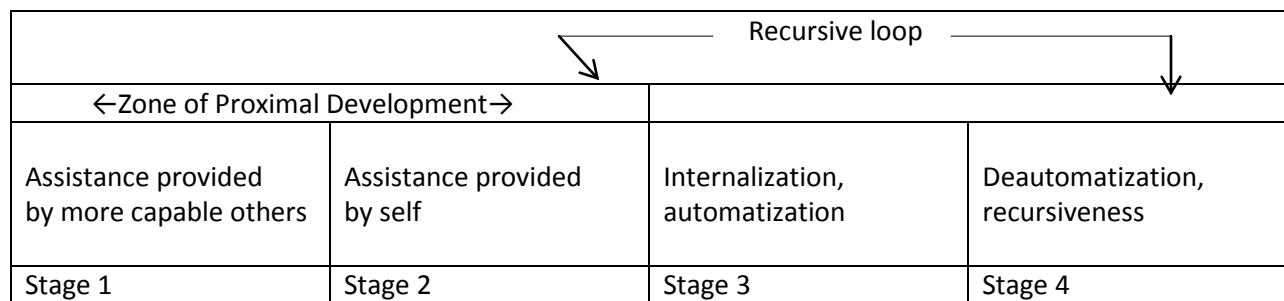 Recursive loop
←Zone of Proximal Development→
Assistance provided
by more capable others
Assistance provided
by self
Internalization,
automatization
Deautomatization,
recursiveness
Stage 1
Stage 2
Stage 3
Stage 4